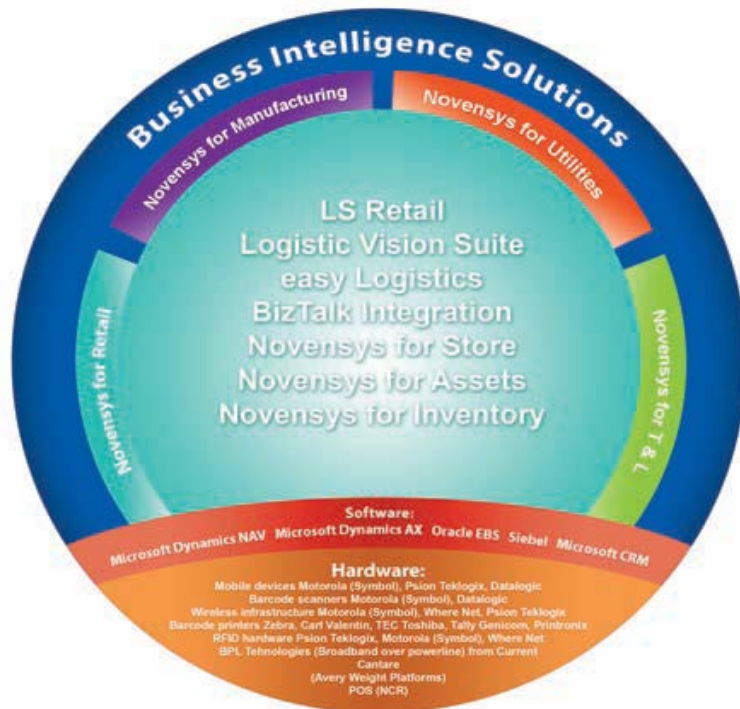 Business Intelligence Solutions
Novensys for Manufacturing
Novensys for Utilities
Novensys for Retail
Novensys for T & L
LS Retail
Logistic Vision Suite
easy Logistics
BizTalk Integration
Novensys for Store
Novensys for Assets
Novensys for Inventory
Software:
Microsoft Dynamics NAV Microsoft Dynamics AX Oracle EBS Siebel Microsoft CRM
Hardware:
Mobile devices Motorola (Symbol), Psion Teklogix, Datalogic
Barcode scanners Motorola (Symbol), Datalogic
Wireless infrastructure Motorola (Symbol), Where Net, Psion Teklogix
Barcode printers Zebra, Carl Valentin, TEC Toshiba, Tally Genicom, Printronix
RFID hardware Psion Teklogix, Motorola (Symbol), Where Net
BPL Tehnologies (Broadband over powerline) from Current
Cantare
(Avery Weight Platforms)
POS (NCR)